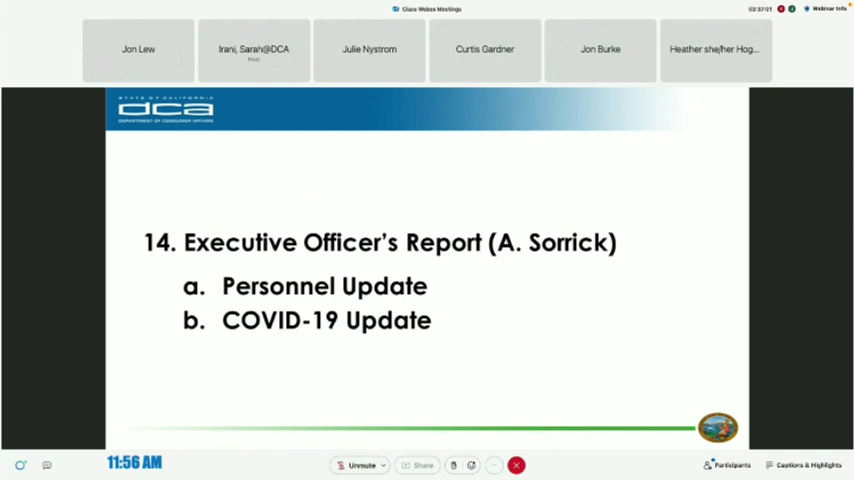 Cisco Webex Meetings
Webinar Info
Jon Lew
Irani, Sarah@DCA
Host
Julie Nystrom
Curtis Gardner
Jon Burke
Heather she/her Hog...
STATE OF CALIFORNIA
dca
DEPARTMENT OF CONSUMER AFFAIRS
14. Executive Officer's Report (A. Sorrick)
a. Personnel Update
b. COVID-19 Update
11:56 AM
Unmute
Share
Participants
Captions & Highlights